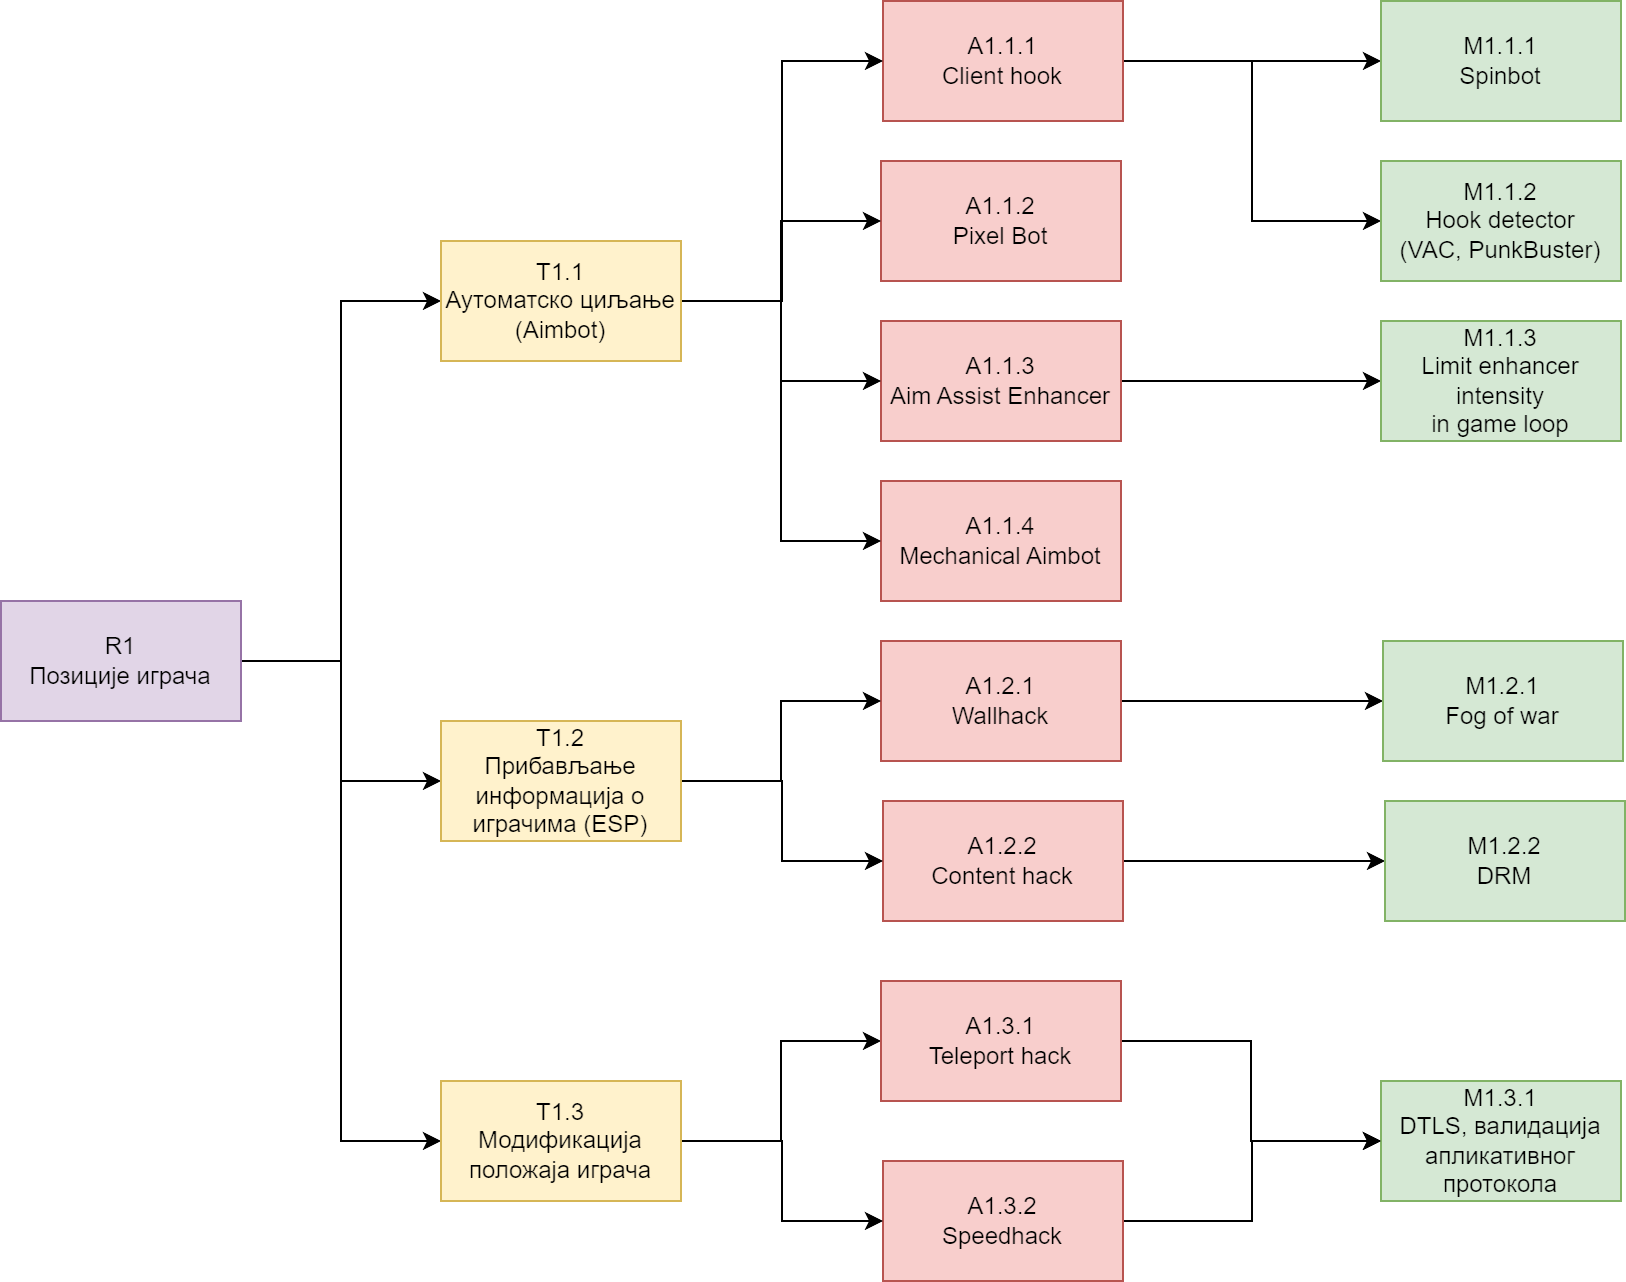 R1
Позиције играча
T1.1
Аутоматско циљање
(Aimbot)
T1.2
Прибављање
информација о
играчима (ESP)
T1.3
Модификација
положаја играча
A1.1.1
Client hook
A1.1.2
Pixel Bot
A1.1.3
Aim Assist Enhancer
A1.1.4
Mechanical Aimbot
A1.2.1
Wallhack
A1.2.2
Content hack
A1.3.1
Teleport hack
A1.3.2
Speedhack
M1.1.1
Spinbot
M1.1.2
Hook detector
(VAC, PunkBuster)
M1.1.3
Limit enhancer
intensity
in game loop
M1.2.1
Fog of war
M1.2.2
DRM
M1.3.1
DTLS, валидација
апликативног
протокола